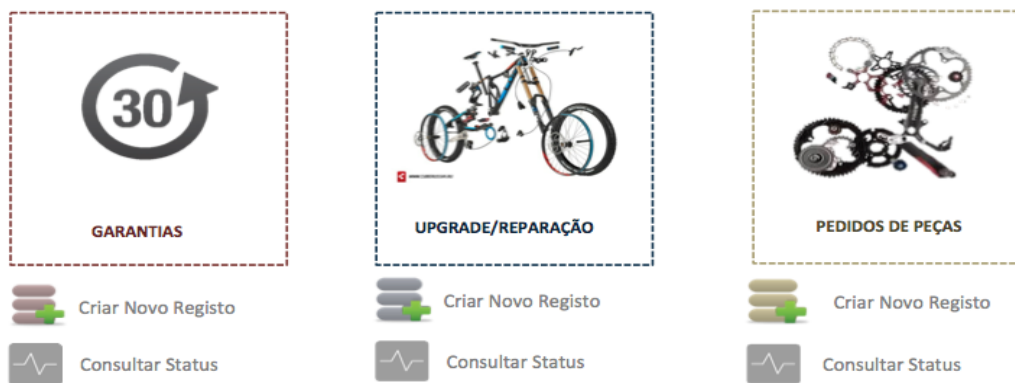 30
GARANTIAS
Criar Novo Registo
Consultar Status
UPGRADE/REPARAÇÃO
Criar Novo Registo
Consultar Status
PEDIDOS DE PEÇAS
Criar Novo Registo
Consultar Status